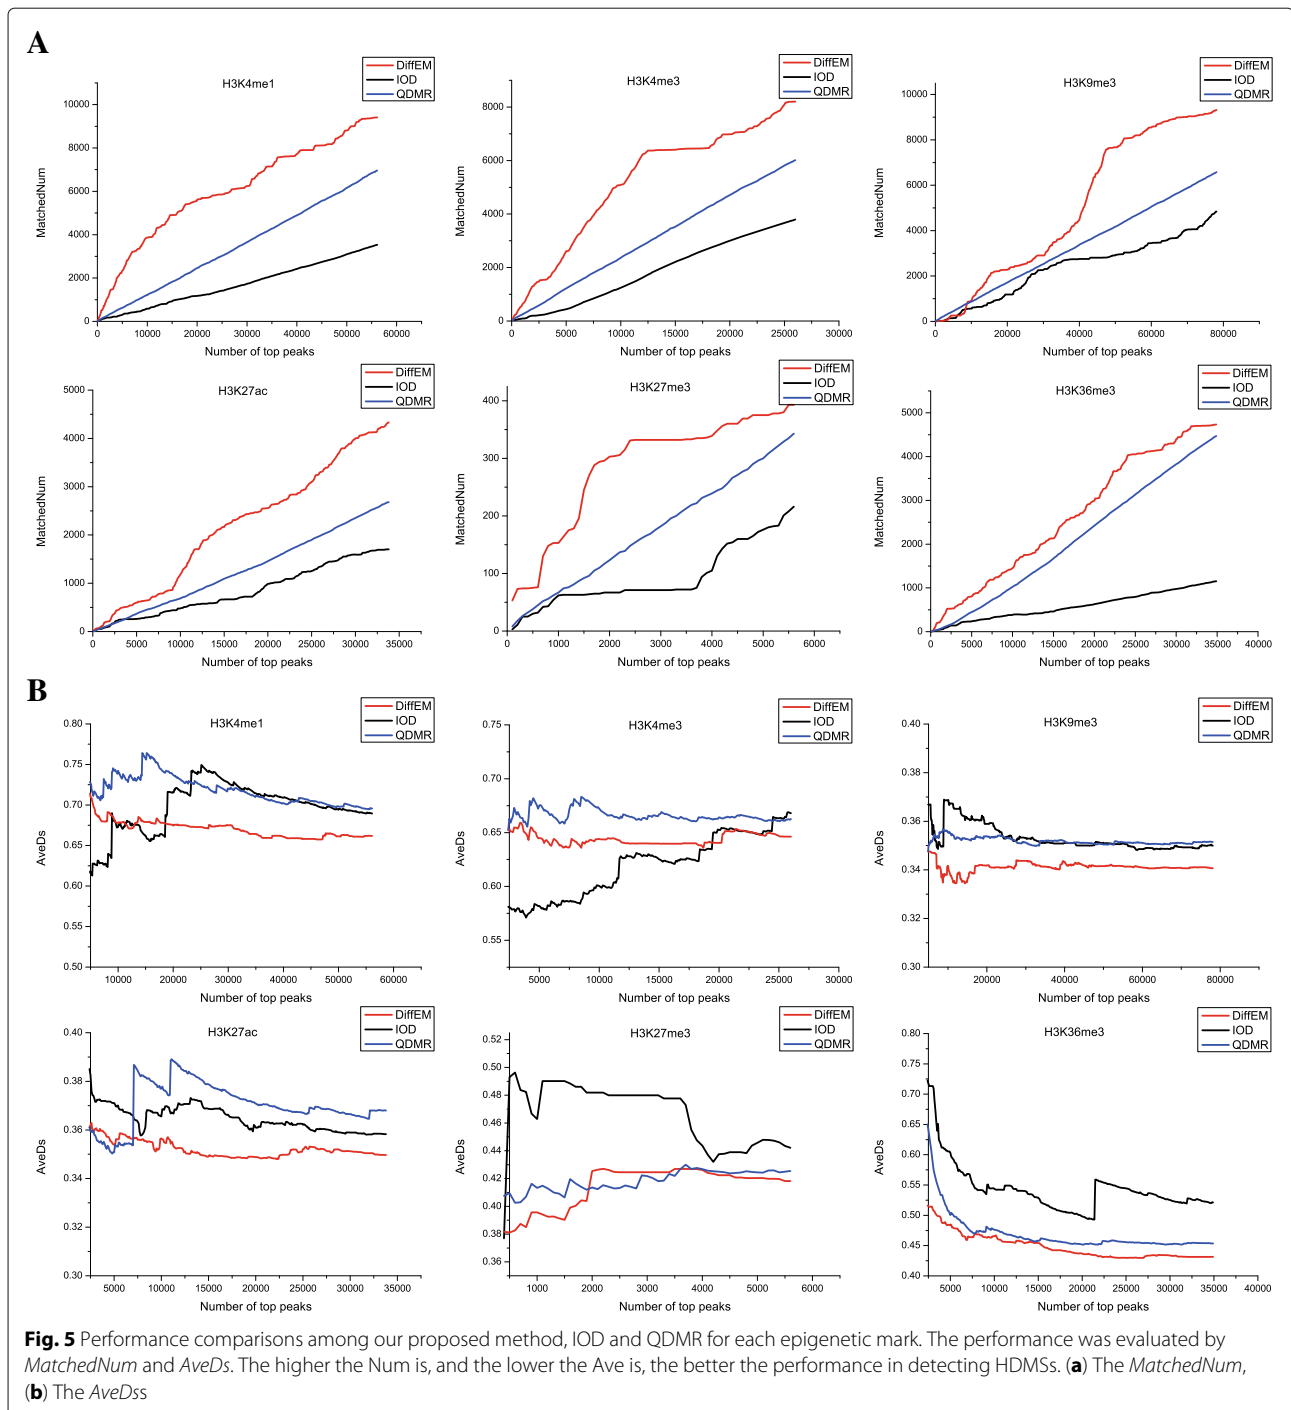 A
H3K4me1
DiffEM
IOD
QDMR
MatchedNum
10000
8000
6000
4000
2000
0
0 10000 20000 30000 40000 50000 60000
Number of top peaks
H3K4me3
DiffEM
IOD
QDMR
MatchedNum
8000
6000
4000
2000
0
0 5000 10000 15000 20000 25000 30000
Number of top peaks
H3K9me3
DiffEM
IOD
QDMR
MatchedNum
10000
8000
6000
4000
2000
0
0 20000 40000 60000 80000
Number of top peaks
H3K27ac
DiffEM
IOD
QDMR
MatchedNum
5000
4000
3000
2000
1000
0
0 5000 10000 15000 20000 25000 30000 35000
Number of top peaks
H3K27me3
DiffEM
IOD
QDMR
MatchedNum
400
300
200
100
0
0 2000 4000 6000
Number of top peaks
H3K36me3
DiffEM
IOD
QDMR
MatchedNum
5000
4000
3000
2000
1000
0
0 5000 10000 15000 20000 25000 30000 35000 40000
Number of top peaks
B
H3K4me1
DiffEM
IOD
QDMR
AveDs
0.80
0.75
0.70
0.65
0.60
0.55
0.50
10000 20000 30000 40000 50000 60000
Number of top peaks
H3K4me3
DiffEM
IOD
QDMR
AveDs
0.75
0.70
0.65
0.60
0.55
5000 10000 15000 20000 25000 30000
Number of top peaks
H3K9me3
DiffEM
IOD
QDMR
AveDs
0.40
0.38
0.36
0.34
0.32
0.30
20000 40000 60000 80000
Number of top peaks
H3K27ac
DiffEM
IOD
QDMR
AveDs
0.40
0.38
0.36
0.34
0.32
0.30
5000 10000 15000 20000 25000 30000 35000
Number of top peaks
H3K27me3
DiffEM
IOD
QDMR
AveDs
0.52
0.50
0.48
0.46
0.44
0.42
0.40
0.38
0.36
1000 2000 3000 4000 5000 6000
Number of top peaks
H3K36me3
DiffEM
IOD
QDMR
AveDs
0.80
0.75
0.70
0.65
0.60
0.55
0.50
0.45
0.40
5000 10000 15000 20000 25000 30000 35000 40000
Number of top peaks
Fig. 5 Performance comparisons among our proposed method, IOD and QDMR for each epigenetic mark. The performance was evaluated by
MatchedNum and AveDs. The higher the Num is, and the lower the Ave is, the better the performance in detecting HDMSs. (a) The MatchedNum,
(b) The AveDss